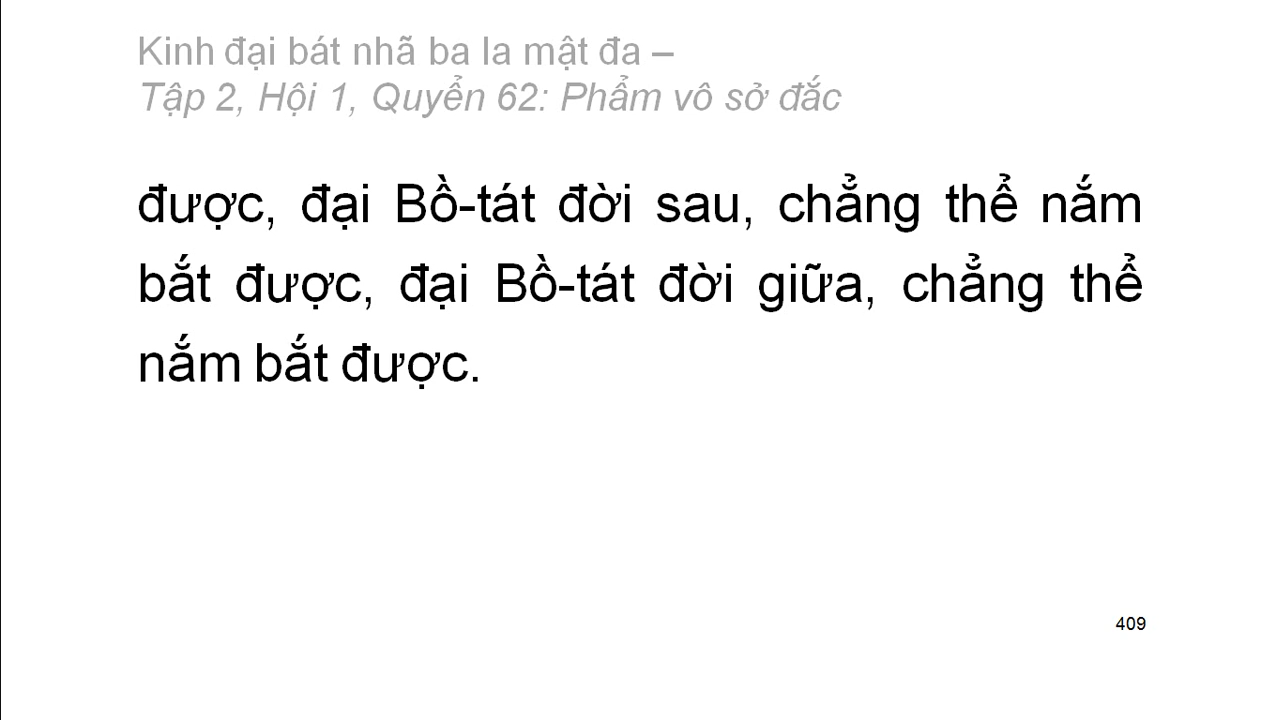 Kinh đại bát nhã ba la mật đa –
Tập 2, Hội 1, Quyển 62: Phẩm vô sở đắc
được, đại Bồ-tát đời sau, chẳng thể nắm
bắt được, đại Bồ-tát đời giữa, chẳng thể
nắm bắt được.
409